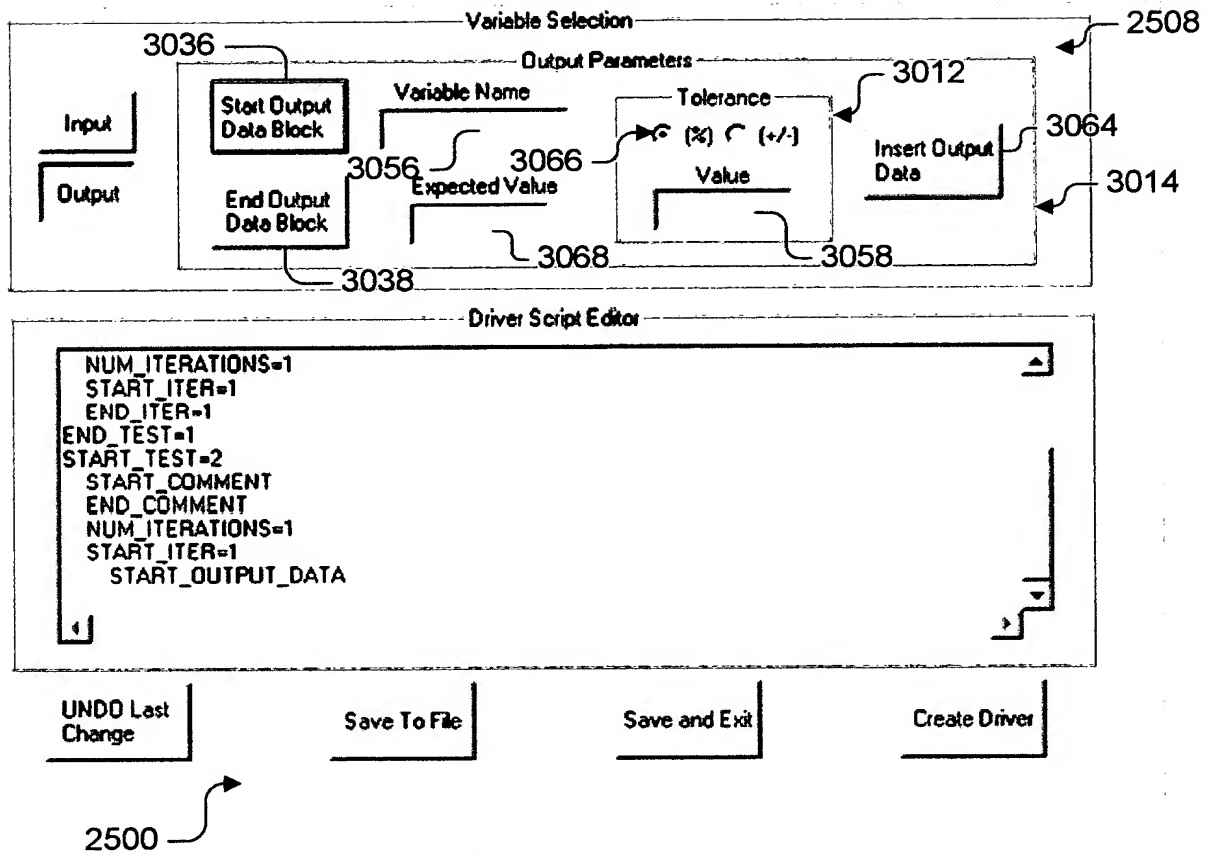 Variable Selection
2508
3036
Output Parameters
3012
Start Output
Data Block
Variable Name
Tolerance
Input
(%) (+/-)
3064
3056
3066
Insert Output
Data
Output
Expected Value
Value
3014
End Output
Data Block
3068
3058
3038
Driver Script Editor
NUM_ITERATIONS=1
START_ITER=1
END_ITER=1
END_TEST=1
START_TEST=2
START_COMMENT
END_COMMENT
NUM_ITERATIONS=1
START_ITER=1
START_OUTPUT_DATA
UNDO Last
Change
Save To File
Save and Exit
Create Driver
2500